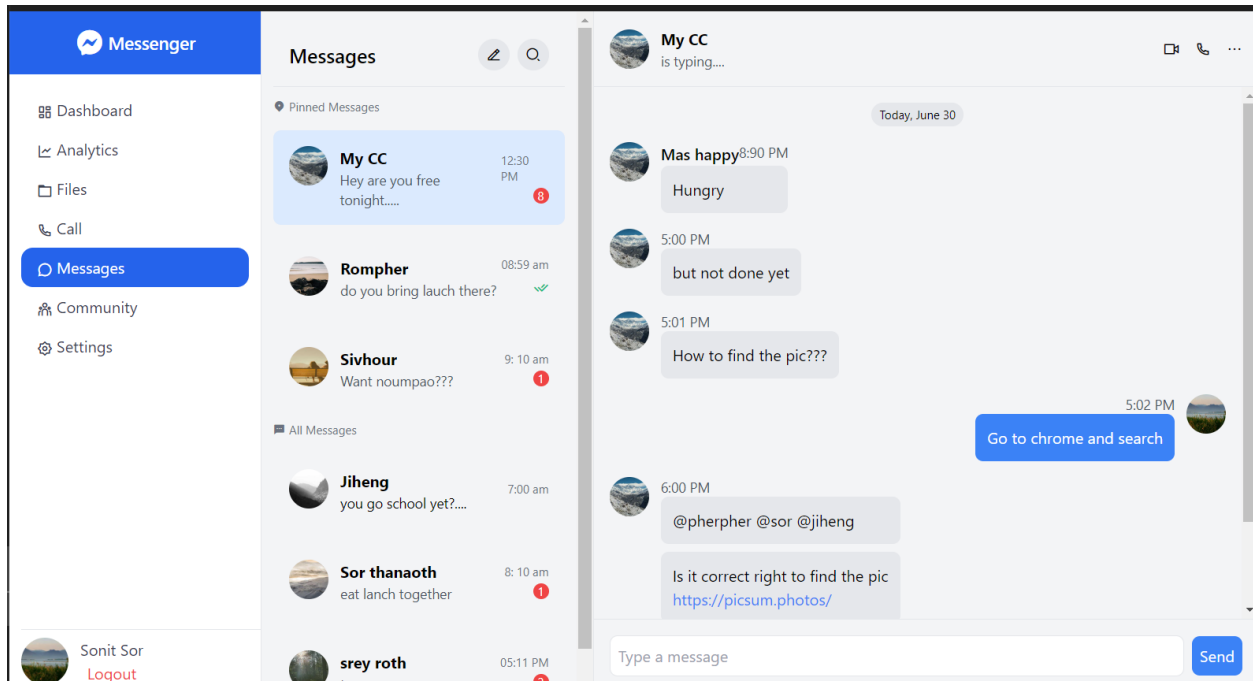 Messenger
Dashboard
Analytics
Files
Call
Messages
Community
Settings
Sonit Sor
Logout
Messages
Pinned Messages
My CC
12:30
PM
Hey are you free
tonight.....
8
Rompher
08:59 am
do you bring lauch there?
Sivhour
9: 10 am
Want noumpao???
1
All Messages
Jiheng
7:00 am
you go school yet?....
Sor thanaoth
8: 10 am
eat lanch together
1
srey roth
05:11 PM
My CC
is typing....
Today, June 30
Mas happy8:90 PM
Hungry
5:00 PM
but not done yet
5:01 PM
How to find the pic???
5:02 PM
Go to chrome and search
6:00 PM
@pherpher @sor @jiheng
Is it correct right to find the pic
https://picsum.photos/
Type a message
Send